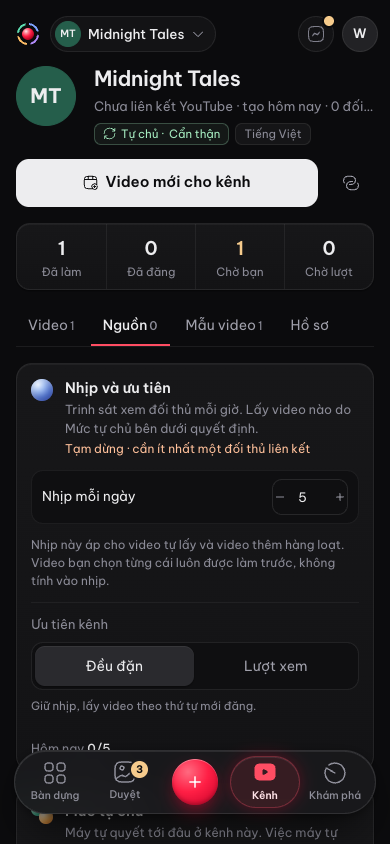 MT Midnight Tales W
MT
Midnight Tales
Chưa liên kết YouTube · tạo hôm nay · 0 đối...
Tự chủ · Cẩn thận Tiếng Việt
Video mới cho kênh
1 0 1 0
Đã làm Đã đăng Chờ bạn Chờ lượt
Video 1 Nguồn 0 Mẫu video 1 Hồ sơ
Nhịp và ưu tiên
Trinh sát xem đối thủ mỗi giờ. Lấy video nào do
Mức tự chủ bên dưới quyết định.
Tạm dừng · cần ít nhất một đối thủ liên kết
Nhịp mỗi ngày − 5 +
Nhịp này áp cho video tự lấy và video thêm hàng loạt.
Video bạn chọn từng cái luôn được làm trước, không
tính vào nhịp.
Ưu tiên kênh
Đều đặn Lượt xem
Giữ nhịp, lấy video theo thứ tự mới đăng.
Hôm nay 0/5
3
Bàn dựng Duyệt + Kênh Khám phá
Mức tự chủ
Máy tự quyết tới đâu ở kênh này. Việc máy tự